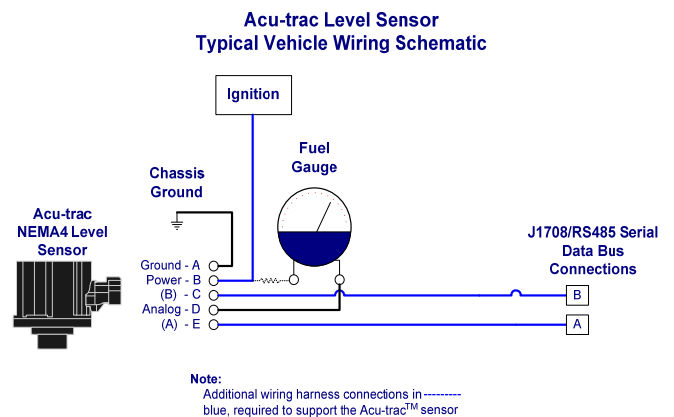 Acu-trac Level Sensor
Typical Vehicle Wiring Schematic
Ignition
Fuel
Gauge
Chassis
Ground
Acu-trac
NEMA4 Level
Sensor
J1708/RS485 Serial
Data Bus
Connections
Ground - A
Power - B
(B) - C
Analog - D
(A) - E
B
A
Note:
Additional wiring harness connections in ---------
blue, required to support the Acu-trac™ sensor